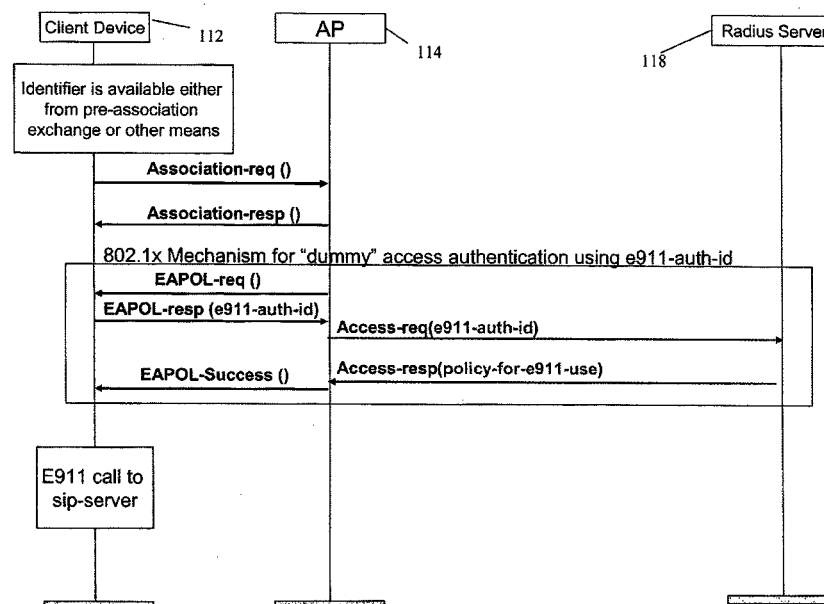 Client Device
112
AP
114
Radius Server
118
Identifier is available either
from pre-association
exchange or other means
Association-req ()
Association-resp ()
802.1x Mechanism for “dummy” access authentication using e911-auth-id
EAPOL-req ()
EAPOL-resp (e911-auth-id)
Access-req(e911-auth-id)
Access-resp(policy-for-e911-use)
EAPOL-Success ()
E911 call to
sip-server